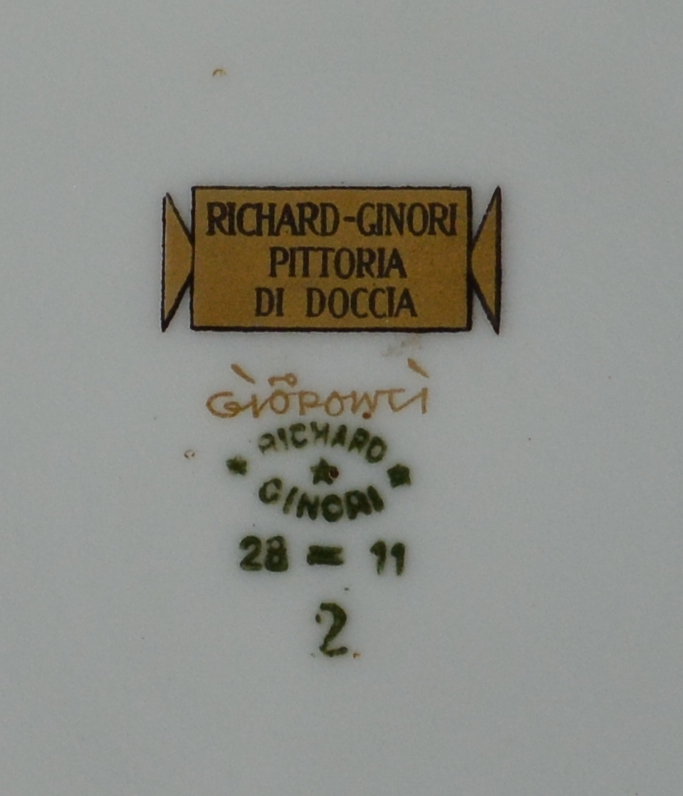 RICHARD-GINORI
PITTORIA
DI DOCCIA
GIÒPONTI
RICHARD
GINORI
28 = 11
2